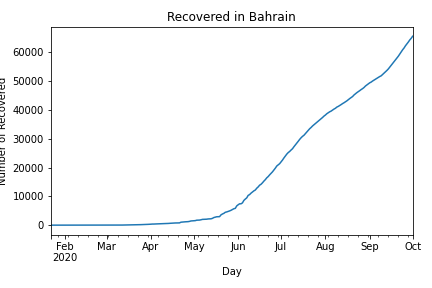 Recovered in Bahrain
Number of Recovered
60000
50000
40000
30000
20000
10000
0
Feb Mar Apr May Jun Jul Aug Sep Oct
2020
Day